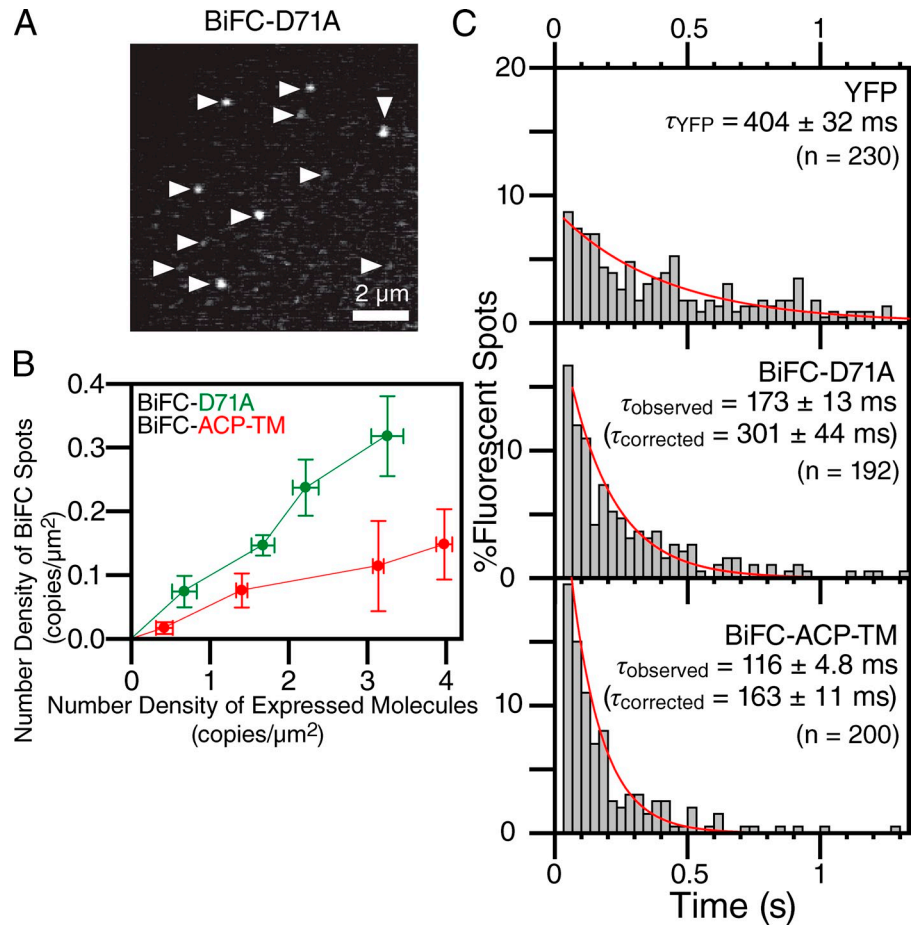 A
BiFC-D71A
2 µm
B
0.4
0.3
0.2
0.1
0.0
BiFC-D71A
BiFC-ACP-TM
Number Density of BiFC Spots
(copies/µm²)
0 1 2 3 4
Number Density of Expressed Molecules
(copies/µm²)
C
0 0.5 1
20
10
0
YFP
τYFP = 404 ± 32 ms
(n = 230)
%Fluorescent Spots
10
0
BiFC-D71A
τobserved = 173 ± 13 ms
(τcorrected = 301 ± 44 ms)
(n = 192)
10
0
BiFC-ACP-TM
τobserved = 116 ± 4.8 ms
(τcorrected = 163 ± 11 ms)
(n = 200)
0 0.5 1
Time (s)